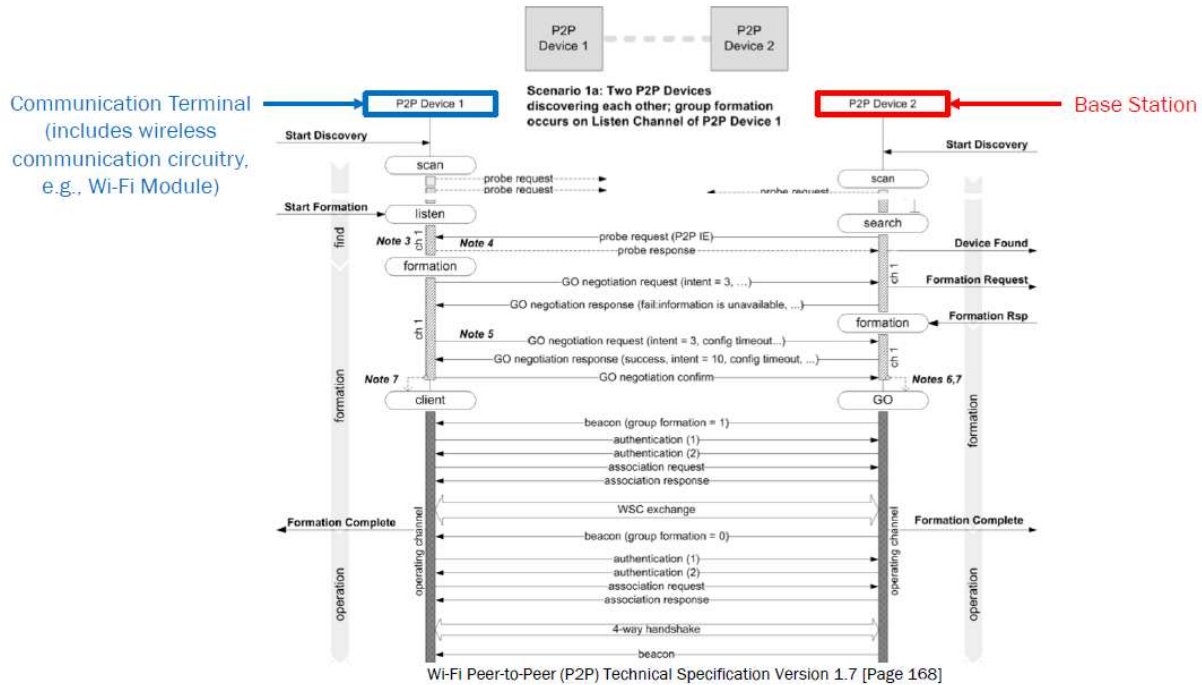 P2P
Device 1
P2P
Device 2
Communication Terminal
(includes wireless
communication circuitry,
e.g., Wi-Fi Module)
P2P Device 1
Scenario 1a: Two P2P Devices
discovering each other; group formation
occurs on Listen Channel of P2P Device 1
P2P Device 2
Base Station
Start Discovery
Start Discovery
scan
scan
probe request
probe request
probe request
Start Formation
listen
search
find
Note 3
ch 1
Note 4
probe request (P2P IE)
probe response
Device Found
ch 1
formation
GO negotiation request (intent = 3, ...)
Formation Request
GO negotiation response (fail:information is unavailable, ...)
formation
Formation Rsp
ch 1
Note 5
GO negotiation request (intent = 3, config timeout...)
ch 1
GO negotiation response (success, intent = 10, config timeout, ...)
Note 7
GO negotiation confirm
Notes 6,7
client
GO
formation
formation
beacon (group formation = 1)
authentication (1)
authentication (2)
association request
association response
WSC exchange
Formation Complete
Formation Complete
beacon (group formation = 0)
operating channel
operating channel
authentication (1)
authentication (2)
association request
association response
operation
operation
4-way handshake
beacon
Wi-Fi Peer-to-Peer (P2P) Technical Specification Version 1.7 [Page 168]